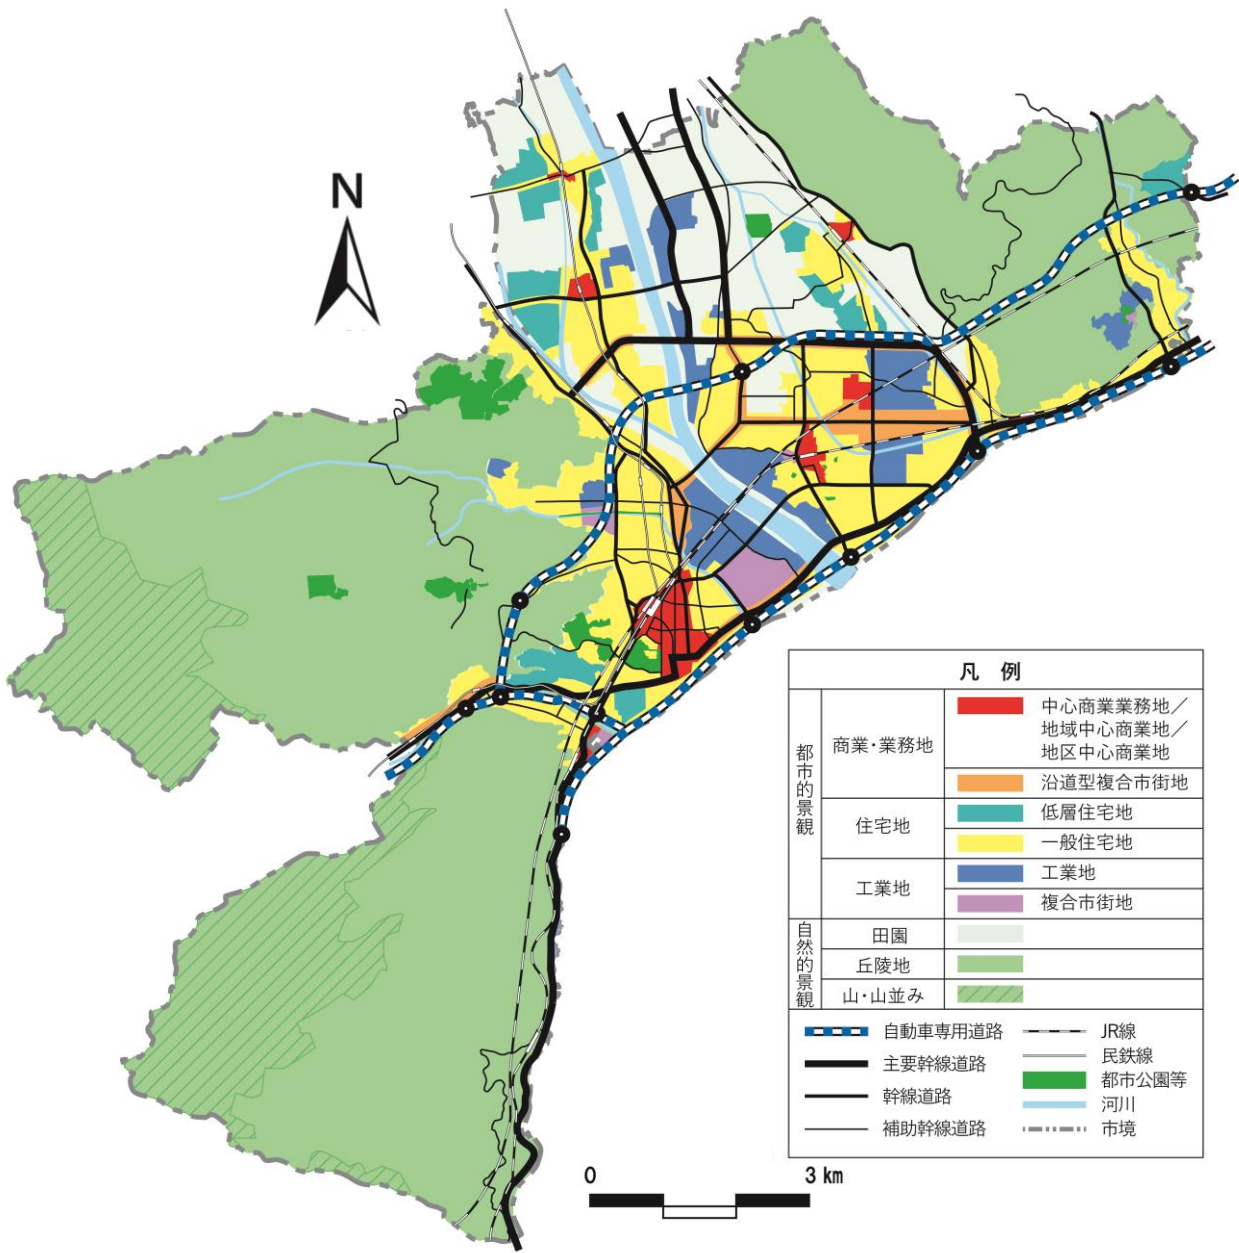 N
凡 例
都市的景観
商業・業務地
中心商業業務地／
地域中心商業地／
地区中心商業地
沿道型複合市街地
住宅地
低層住宅地
一般住宅地
工業地
工業地
複合市街地
自然的景観
田園
丘陵地
山・山並み
自動車専用道路
JR線
主要幹線道路
民鉄線
都市公園等
幹線道路
河川
補助幹線道路
市境
0 3 km